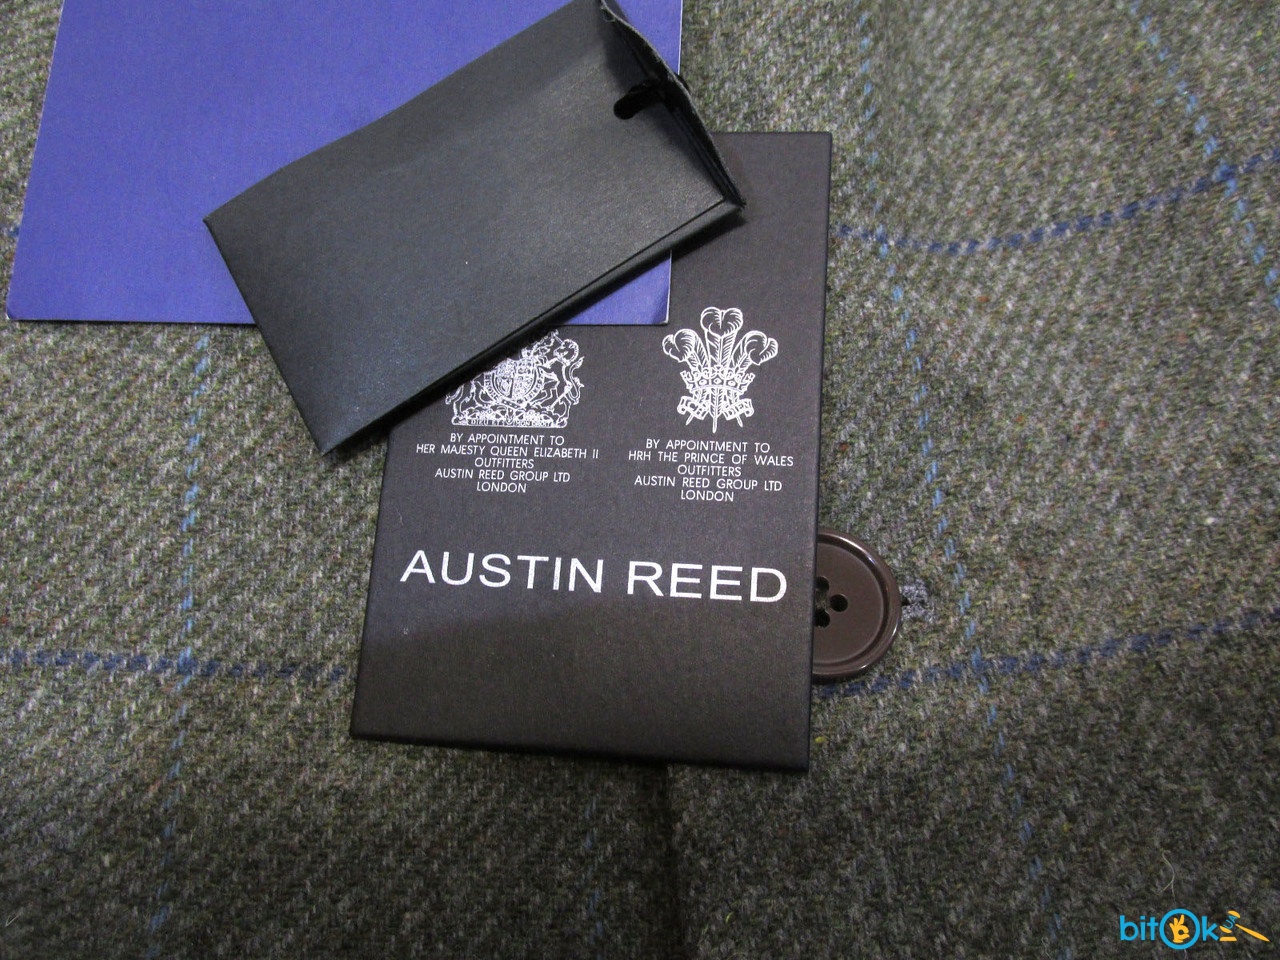 BY APPOINTMENT TO
HER MAJESTY QUEEN ELIZABETH II
OUTFITTERS
AUSTIN REED GROUP LTD
LONDON
BY APPOINTMENT TO
HRH THE PRINCE OF WALES
OUTFITTERS
AUSTIN REED GROUP LTD
LONDON
AUSTIN REED
bitOk